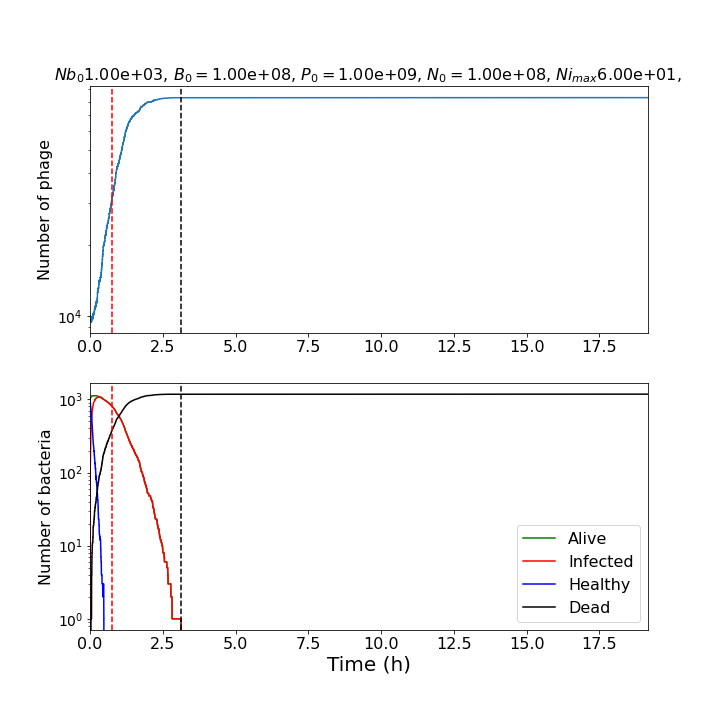 Nb₀1.00e+03, B₀ = 1.00e+08, P₀ = 1.00e+09, N₀ = 1.00e+08, Ni_max6.00e+01,
Number of phage
10⁴
0.0 2.5 5.0 7.5 10.0 12.5 15.0 17.5
Number of bacteria
10³
10²
10¹
10⁰
Alive
Infected
Healthy
Dead
0.0 2.5 5.0 7.5 10.0 12.5 15.0 17.5
Time (h)